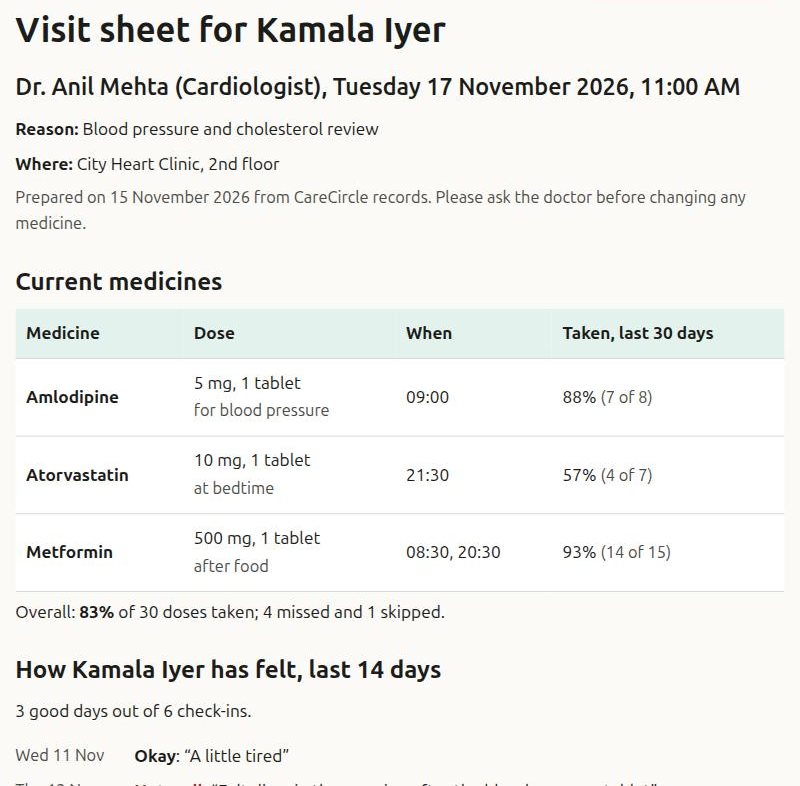 Visit sheet for Kamala Iyer
Dr. Anil Mehta (Cardiologist), Tuesday 17 November 2026, 11:00 AM
Reason: Blood pressure and cholesterol review
Where: City Heart Clinic, 2nd floor
Prepared on 15 November 2026 from CareCircle records. Please ask the doctor before changing any
medicine.
Current medicines
Medicine Dose When Taken, last 30 days
Amlodipine 5 mg, 1 tablet for blood pressure 09:00 88% (7 of 8)
Atorvastatin 10 mg, 1 tablet at bedtime 21:30 57% (4 of 7)
Metformin 500 mg, 1 tablet after food 08:30, 20:30 93% (14 of 15)
Overall: 83% of 30 doses taken; 4 missed and 1 skipped.
How Kamala Iyer has felt, last 14 days
3 good days out of 6 check-ins.
Wed 11 Nov Okay: “A little tired”